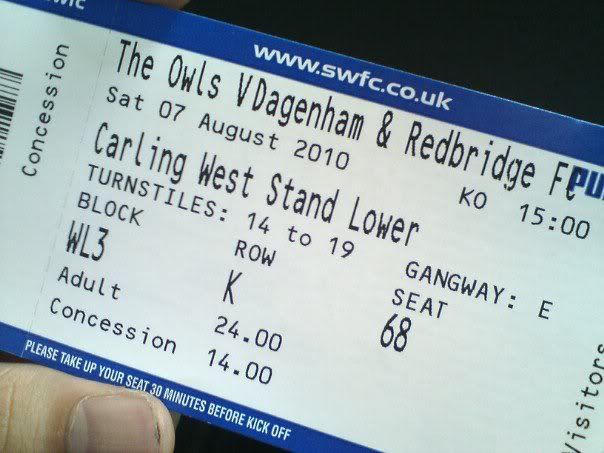 www.swfc.co.uk
Concession
The Owls V Dagenham & Redbridge FC
Sat 07 August 2010
KO 15:00
Carling West Stand Lower
TURNSTILES: 14 to 19
GANGWAY: E
BLOCK ROW SEAT
WL3 K 68
Adult 24.00
Concession 14.00
PLEASE TAKE UP YOUR SEAT 30 MINUTES BEFORE KICK OFF
Visitors